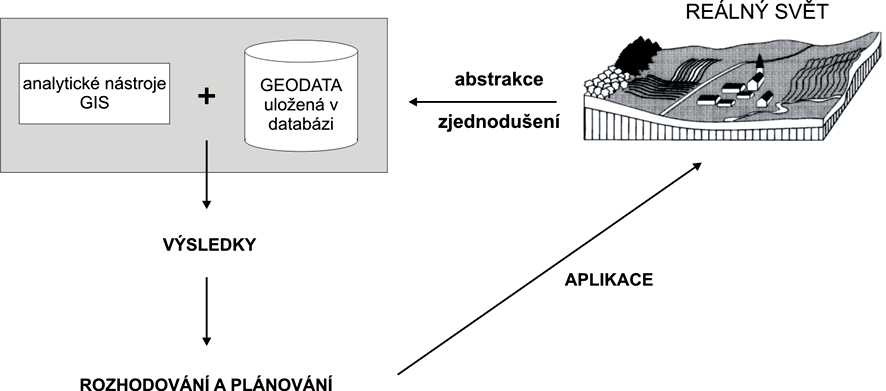 REÁLNÝ SVĚT
analytické nástroje
GIS
+
GEODATA
uložená v
databázi
abstrakce
zjednodušení
VÝSLEDKY
APLIKACE
ROZHODOVÁNÍ A PLÁNOVÁNÍ